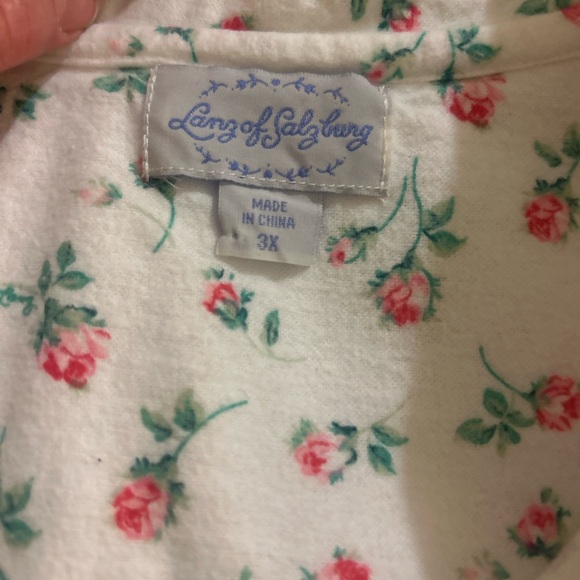 Lanz of Salzburg
MADE
IN CHINA
3X